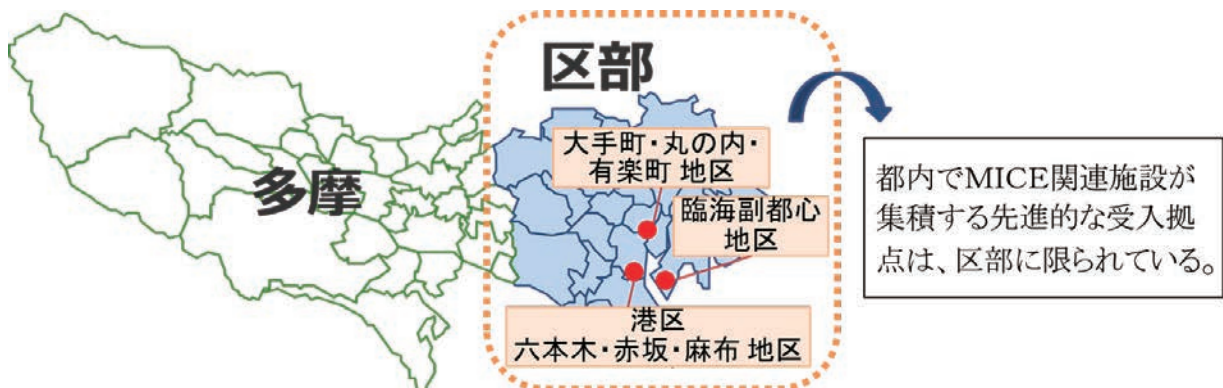 区部
多摩
大手町・丸の内・
有楽町 地区
臨海副都心
地区
港区
六本木・赤坂・麻布 地区
都内でMICE関連施設が
集積する先進的な受入拠
点は、区部に限られている。